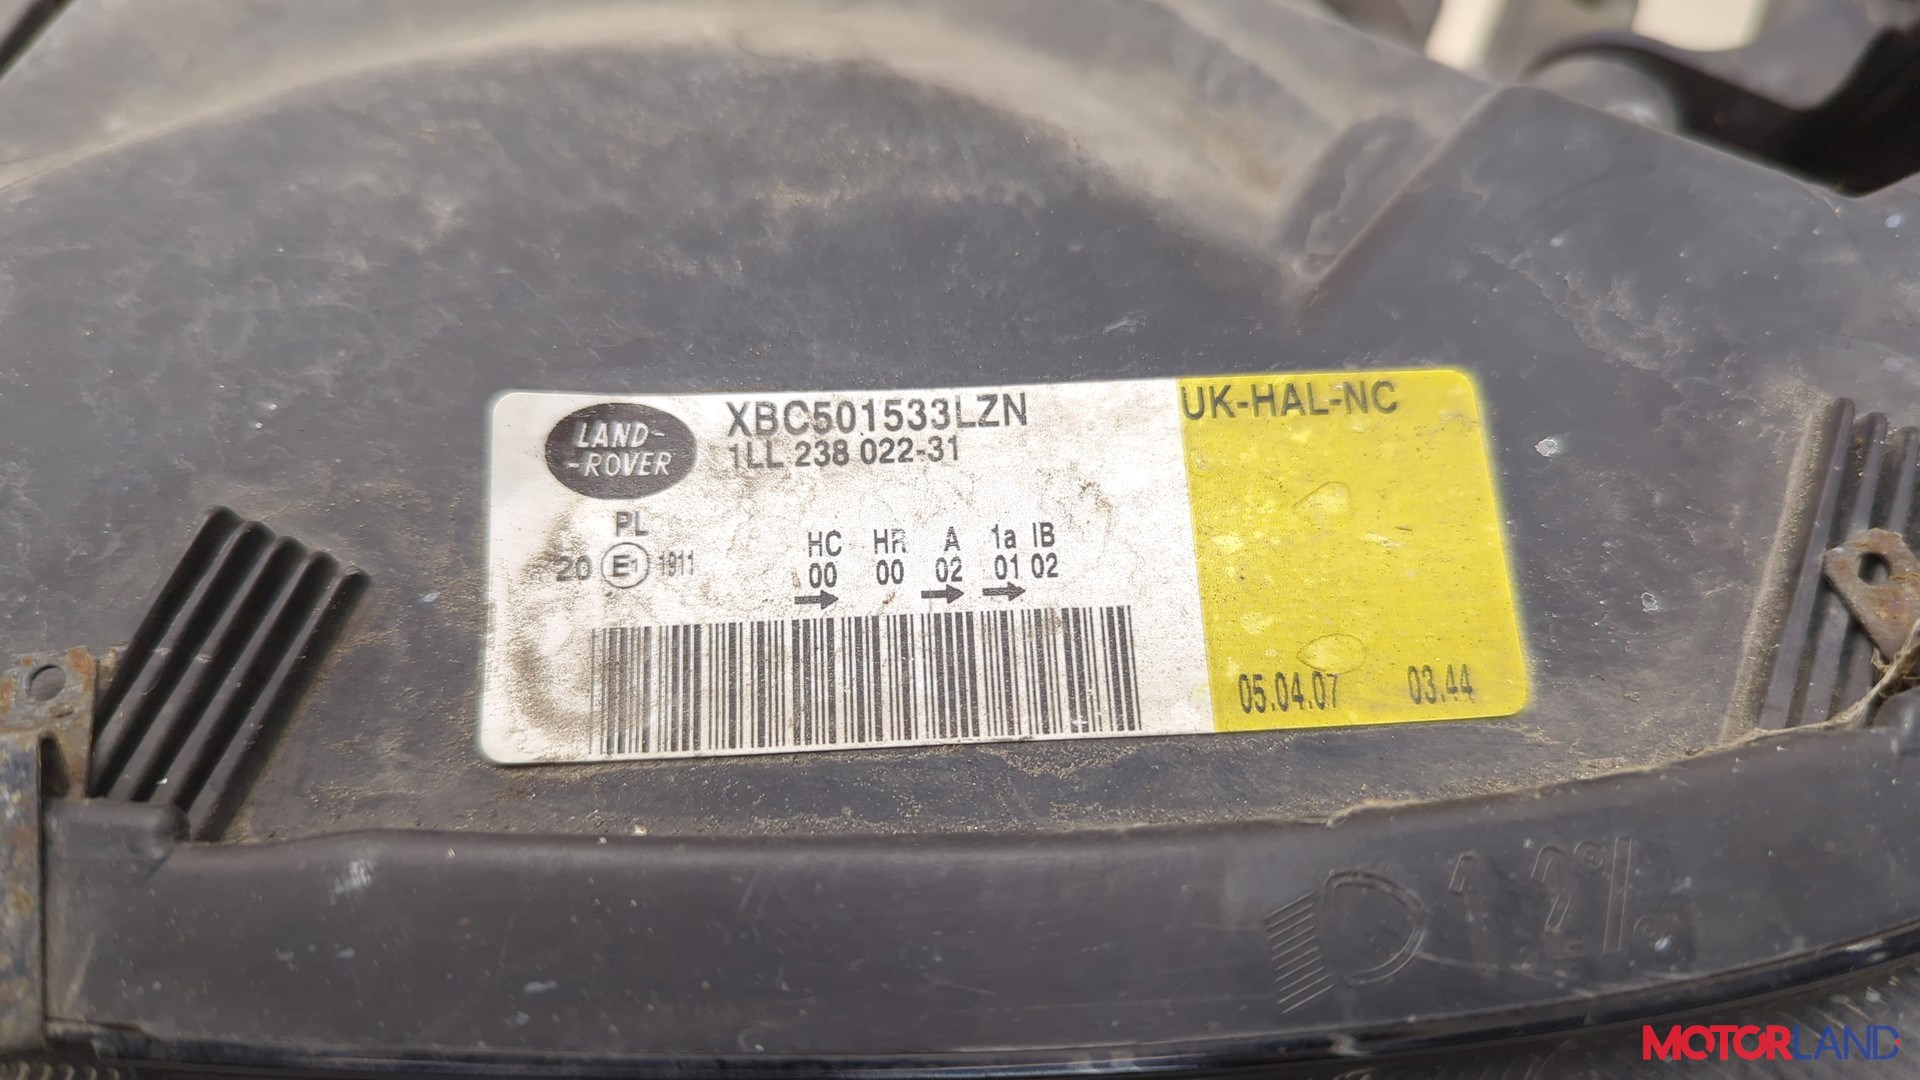 LAND-
-ROVER
XBC501533LZN
1LL 238 022-31
UK-HAL-NC
PL
20 E1 1911
HC HR A 1a IB
00 00 02 01 02
05.04.07 03.44
MOTORLAND